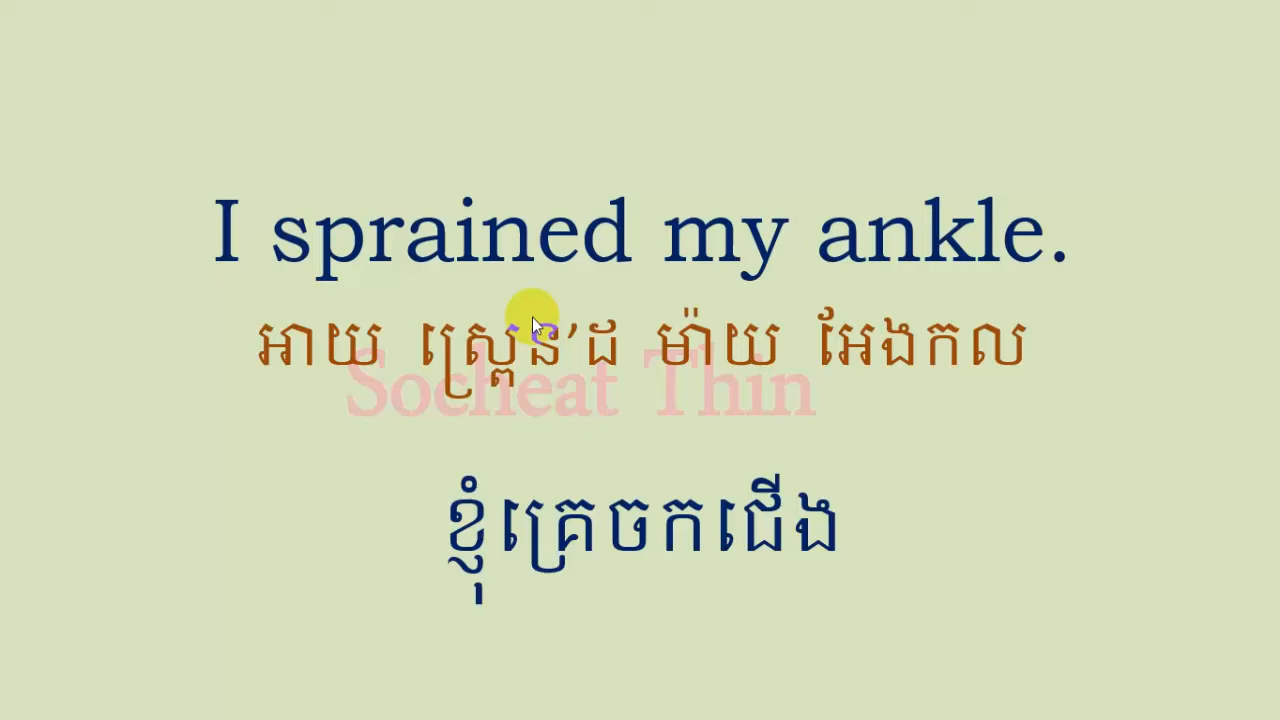 I sprained my ankle.
អាយ ស្ព្រេន’ដ ម៉ាយ អែងកល
Socheat Thin
ខ្ញុំគ្រេចកជើង